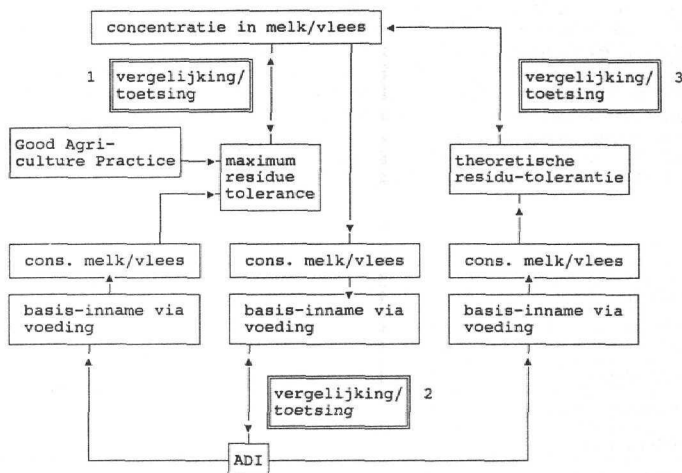 concentratie in melk/vlees
1
vergelijking/
toetsing
vergelijking/
toetsing
3
Good Agri-
culture Practice
maximum
residue
tolerance
theoretische
residu-tolerantie
cons. melk/vlees
cons. melk/vlees
cons. melk/vlees
basis-inname via
voeding
basis-inname via
voeding
basis-inname via
voeding
vergelijking/
toetsing
2
ADI